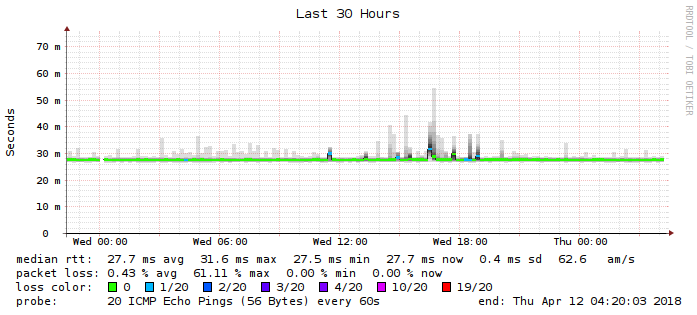 Last 30 Hours
RRDTOOL / TOBI OETIKER
Seconds
70 m
60 m
50 m
40 m
30 m
20 m
10 m
0
Wed 00:00 Wed 06:00 Wed 12:00 Wed 18:00 Thu 00:00
median rtt: 27.7 ms avg 31.6 ms max 27.5 ms min 27.7 ms now 0.4 ms sd 62.6 am/s
packet loss: 0.43 % avg 61.11 % max 0.00 % min 0.00 % now
loss color: 0 1/20 2/20 3/20 4/20 10/20 19/20
probe: 20 ICMP Echo Pings (56 Bytes) every 60s end: Thu Apr 12 04:20:03 2018